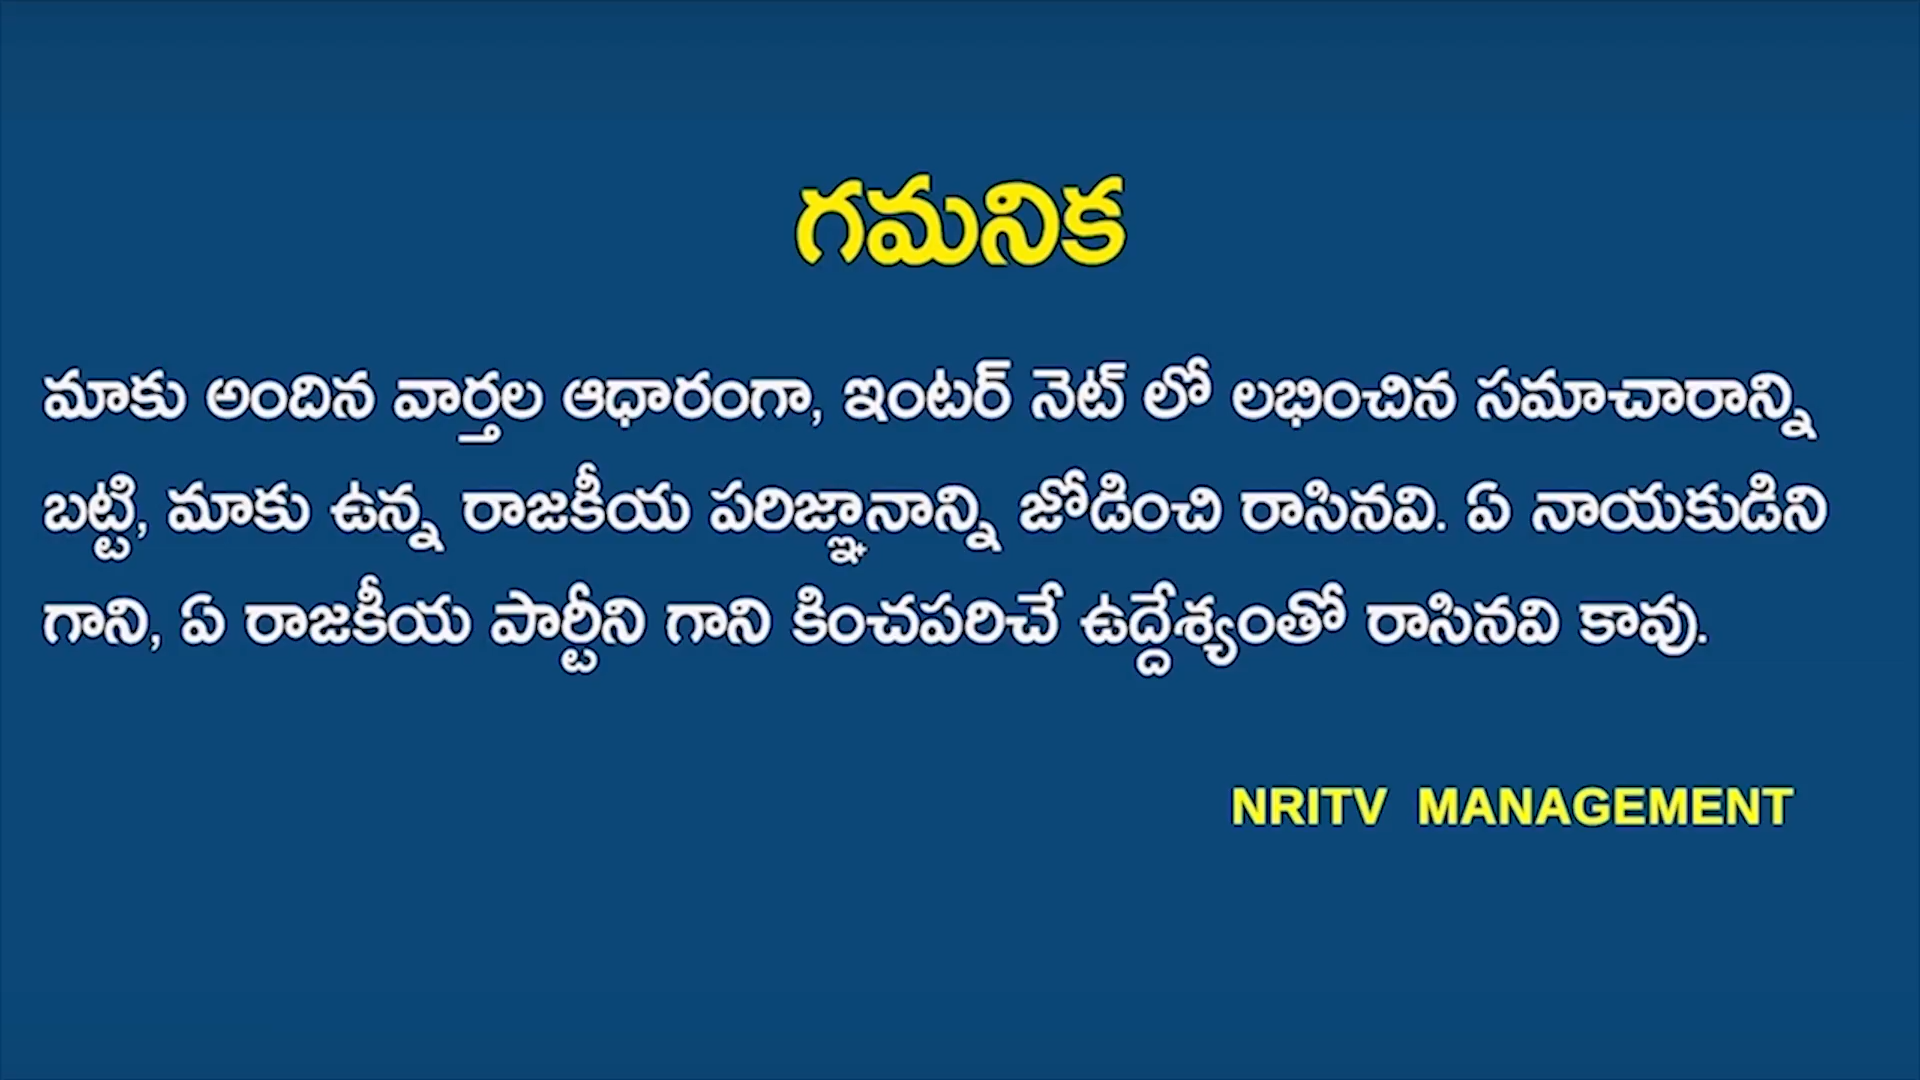 గమనిక
మాకు అందిన వార్తల ఆధారంగా, ఇంటర్ నెట్ లో లభించిన సమాచారాన్ని
బట్టి, మాకు ఉన్న రాజకీయ పరిజ్ఞానాన్ని జోడించి రాసినవి. ఏ నాయకుడిని
గాని, ఏ రాజకీయ పార్టీని గాని కించపరిచే ఉద్దేశ్యంతో రాసినవి కావు.
NRITV MANAGEMENT